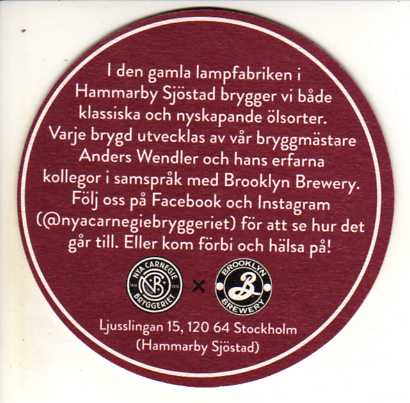 I den gamla lampfabriken i
Hammarby Sjöstad brygger vi både
klassiska och nyskapande ölsorter.
Varje brygd utvecklas av vår bryggmästare
Anders Wendler och hans erfarna
kollegor i samspråk med Brooklyn Brewery.
Följ oss på Facebook och Instagram
(@nyacarnegiebryggeriet) för att se hur det
går till. Eller kom förbi och hälsa på!
NYA CARNEGIE
NCB
BRYGGERIET
×
BROOKLYN
B
BREWERY
Ljusslingan 15, 120 64 Stockholm
(Hammarby Sjöstad)